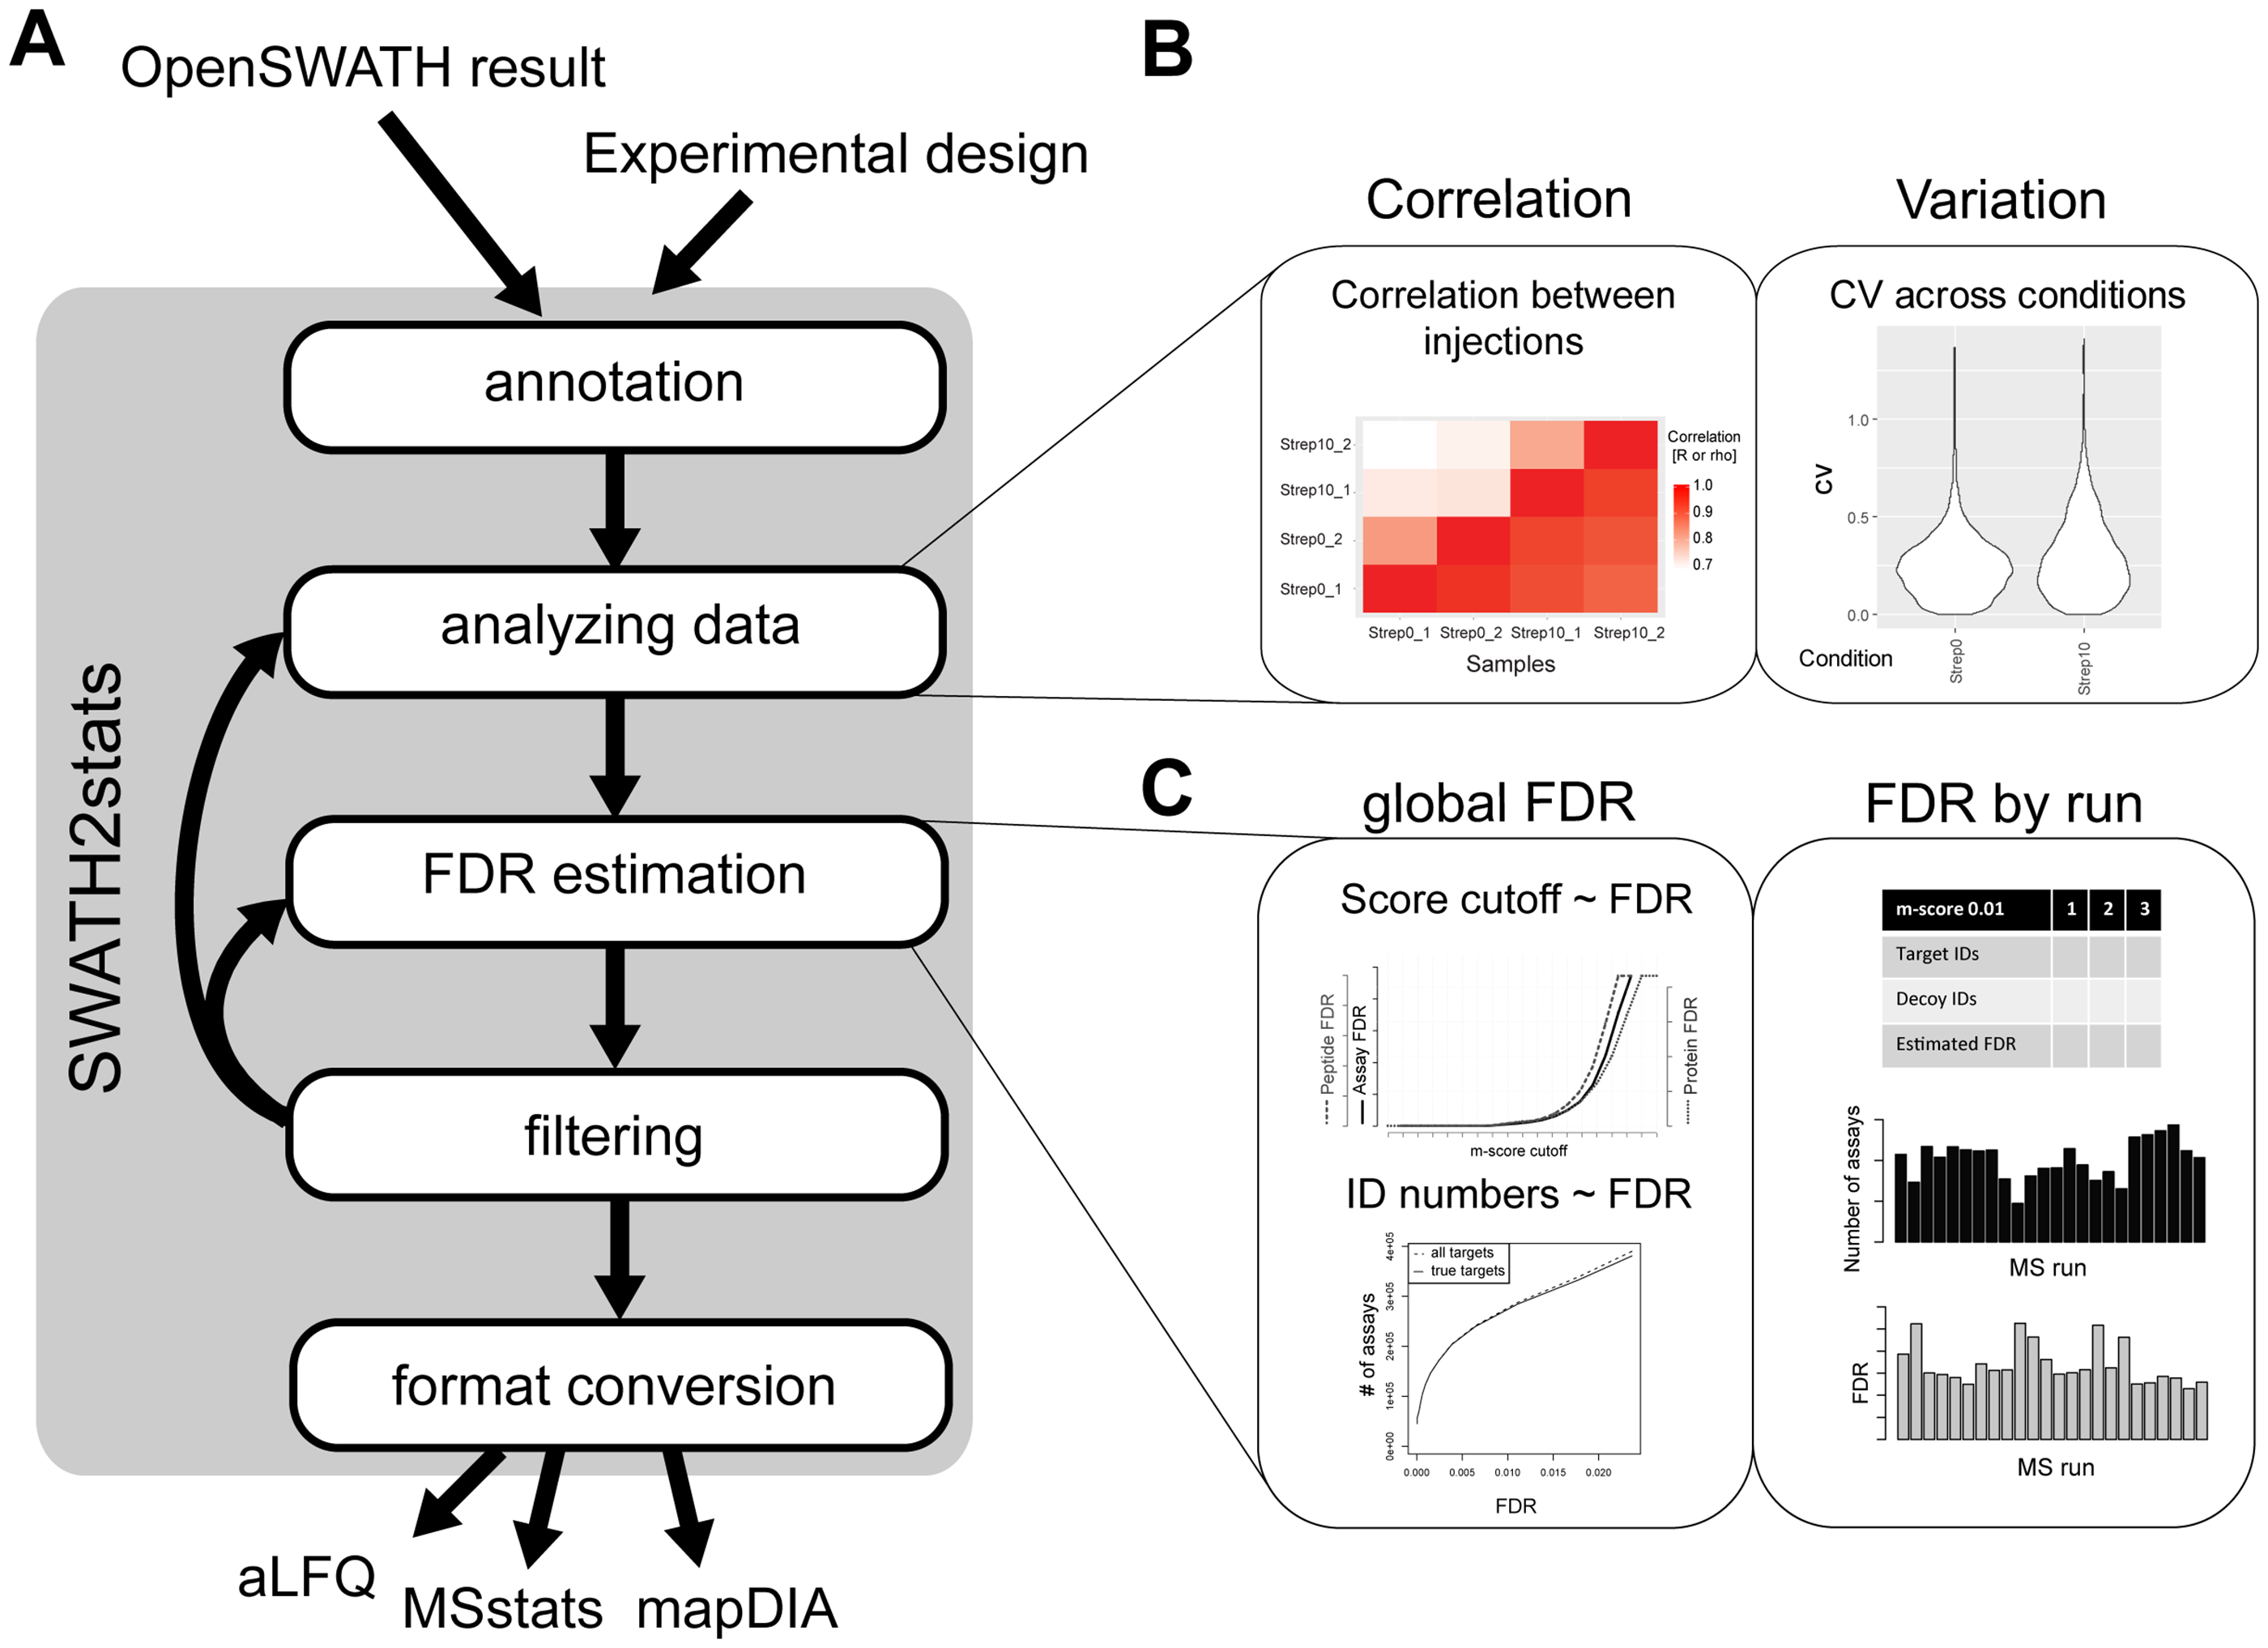 A
OpenSWATH result
Experimental design
SWATH2stats
annotation
analyzing data
FDR estimation
filtering
format conversion
aLFQ
MSstats
mapDIA
B
Correlation
Variation
Correlation between
injections
Strep10_2
Strep10_1
Strep0_2
Strep0_1
Strep0_1 Strep0_2 Strep10_1 Strep10_2
Samples
Correlation
[R or rho]
1.0
0.9
0.8
0.7
CV across conditions
cv
1.0
0.5
0.0
Condition
Strep0
Strep10
C
global FDR
FDR by run
Score cutoff ~ FDR
Peptide FDR
Assay FDR
Protein FDR
m-score cutoff
ID numbers ~ FDR
all targets
true targets
# of assays
4e+05
3e+05
2e+05
1e+05
0e+00
0.000 0.005 0.010 0.015 0.020
FDR
m-score 0.01 1 2 3
Target IDs
Decoy IDs
Estimated FDR
Number of assays
MS run
FDR
MS run